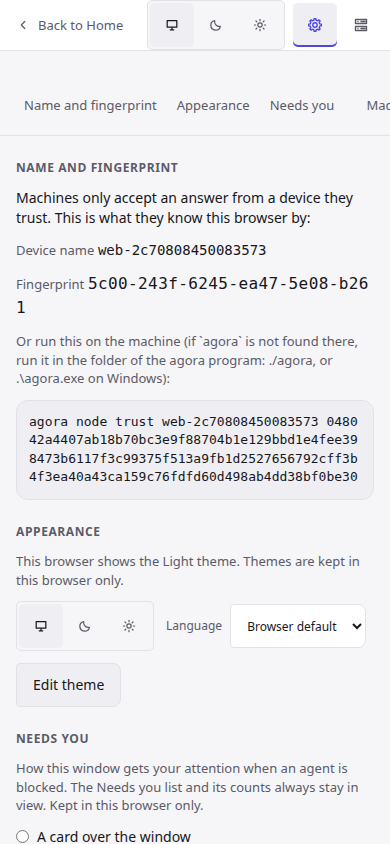 Back to Home
Name and fingerprint Appearance Needs you Mac
NAME AND FINGERPRINT
Machines only accept an answer from a device they
trust. This is what they know this browser by:
Device name web-2c70808450083573
Fingerprint 5c00-243f-6245-ea47-5e08-b26
1
Or run this on the machine (if `agora` is not found there,
run it in the folder of the agora program: ./agora, or
.\agora.exe on Windows):
agora node trust web-2c70808450083573 0480
42a4407ab18b70bc3e9f88704b1e129bbd1e4fee39
8473b6117f3c99375f513a9fb1d2527656792cff3b
4f3ea40a43ca159c76fdfd60d498ab4dd38bf0be30
APPEARANCE
This browser shows the Light theme. Themes are kept in
this browser only.
Language Browser default
Edit theme
NEEDS YOU
How this window gets your attention when an agent is
blocked. The Needs you list and its counts always stay in
view. Kept in this browser only.
A card over the window